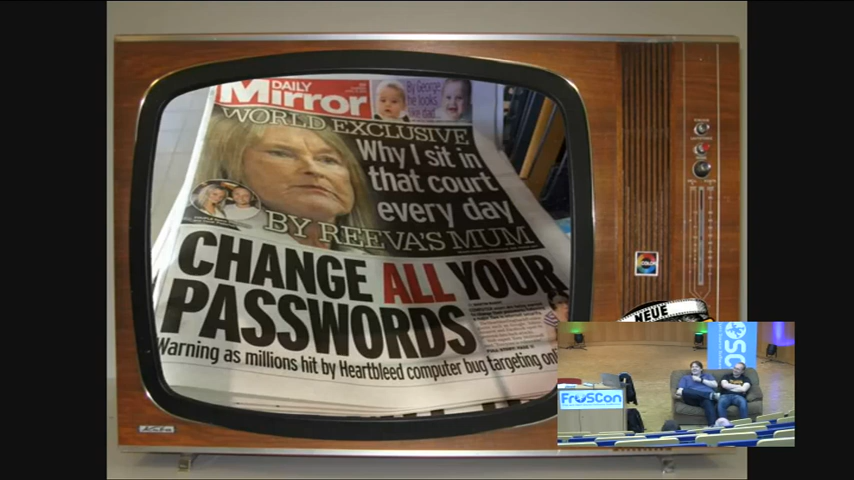 DAILY
Mirror
By George
he looks
like dad
WORLD EXCLUSIVE
Why I sit in
that court
every day
BY REEVA'S MUM
CHANGE ALL YOUR
PASSWORDS
Warning as millions hit by Heartbleed computer bug targeting onl
COLOR
NEUE
FrOSCon